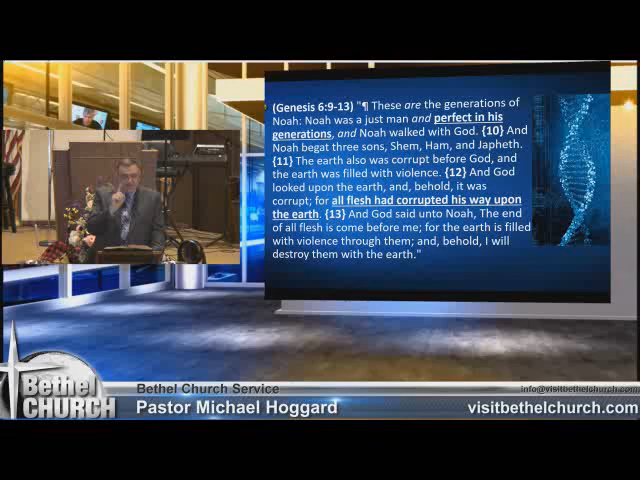 (Genesis 6:9-13) "¶ These are the generations of
Noah: Noah was a just man and perfect in his
generations, and Noah walked with God. {10} And
Noah begat three sons, Shem, Ham, and Japheth.
{11} The earth also was corrupt before God, and
the earth was filled with violence. {12} And God
looked upon the earth, and, behold, it was
corrupt; for all flesh had corrupted his way upon
the earth. {13} And God said unto Noah, The end
of all flesh is come before me; for the earth is filled
with violence through them; and, behold, I will
destroy them with the earth."
Bethel
CHURCH
Bethel Church Service
Pastor Michael Hoggard
info@visitbethelchurch.com
visitbethelchurch.com